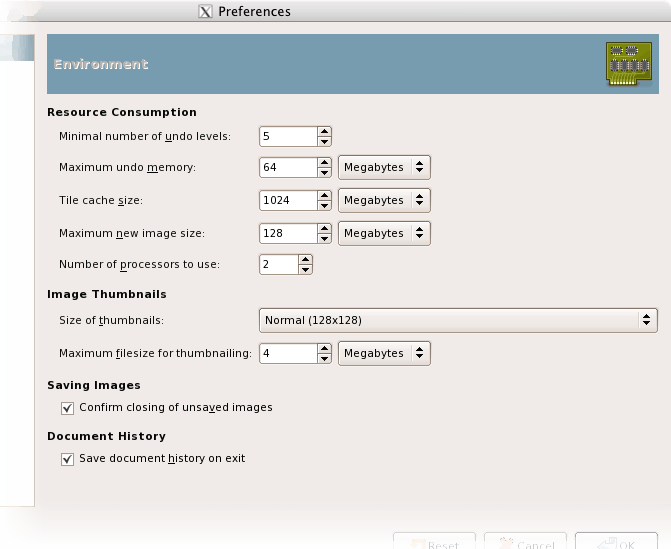 Preferences
Environment
Resource Consumption
Minimal number of undo levels: 5
Maximum undo memory: 64 Megabytes
Tile cache size: 1024 Megabytes
Maximum new image size: 128 Megabytes
Number of processors to use: 2
Image Thumbnails
Size of thumbnails: Normal (128x128)
Maximum filesize for thumbnailing: 4 Megabytes
Saving Images
Confirm closing of unsaved images
Document History
Save document history on exit
Reset Cancel OK